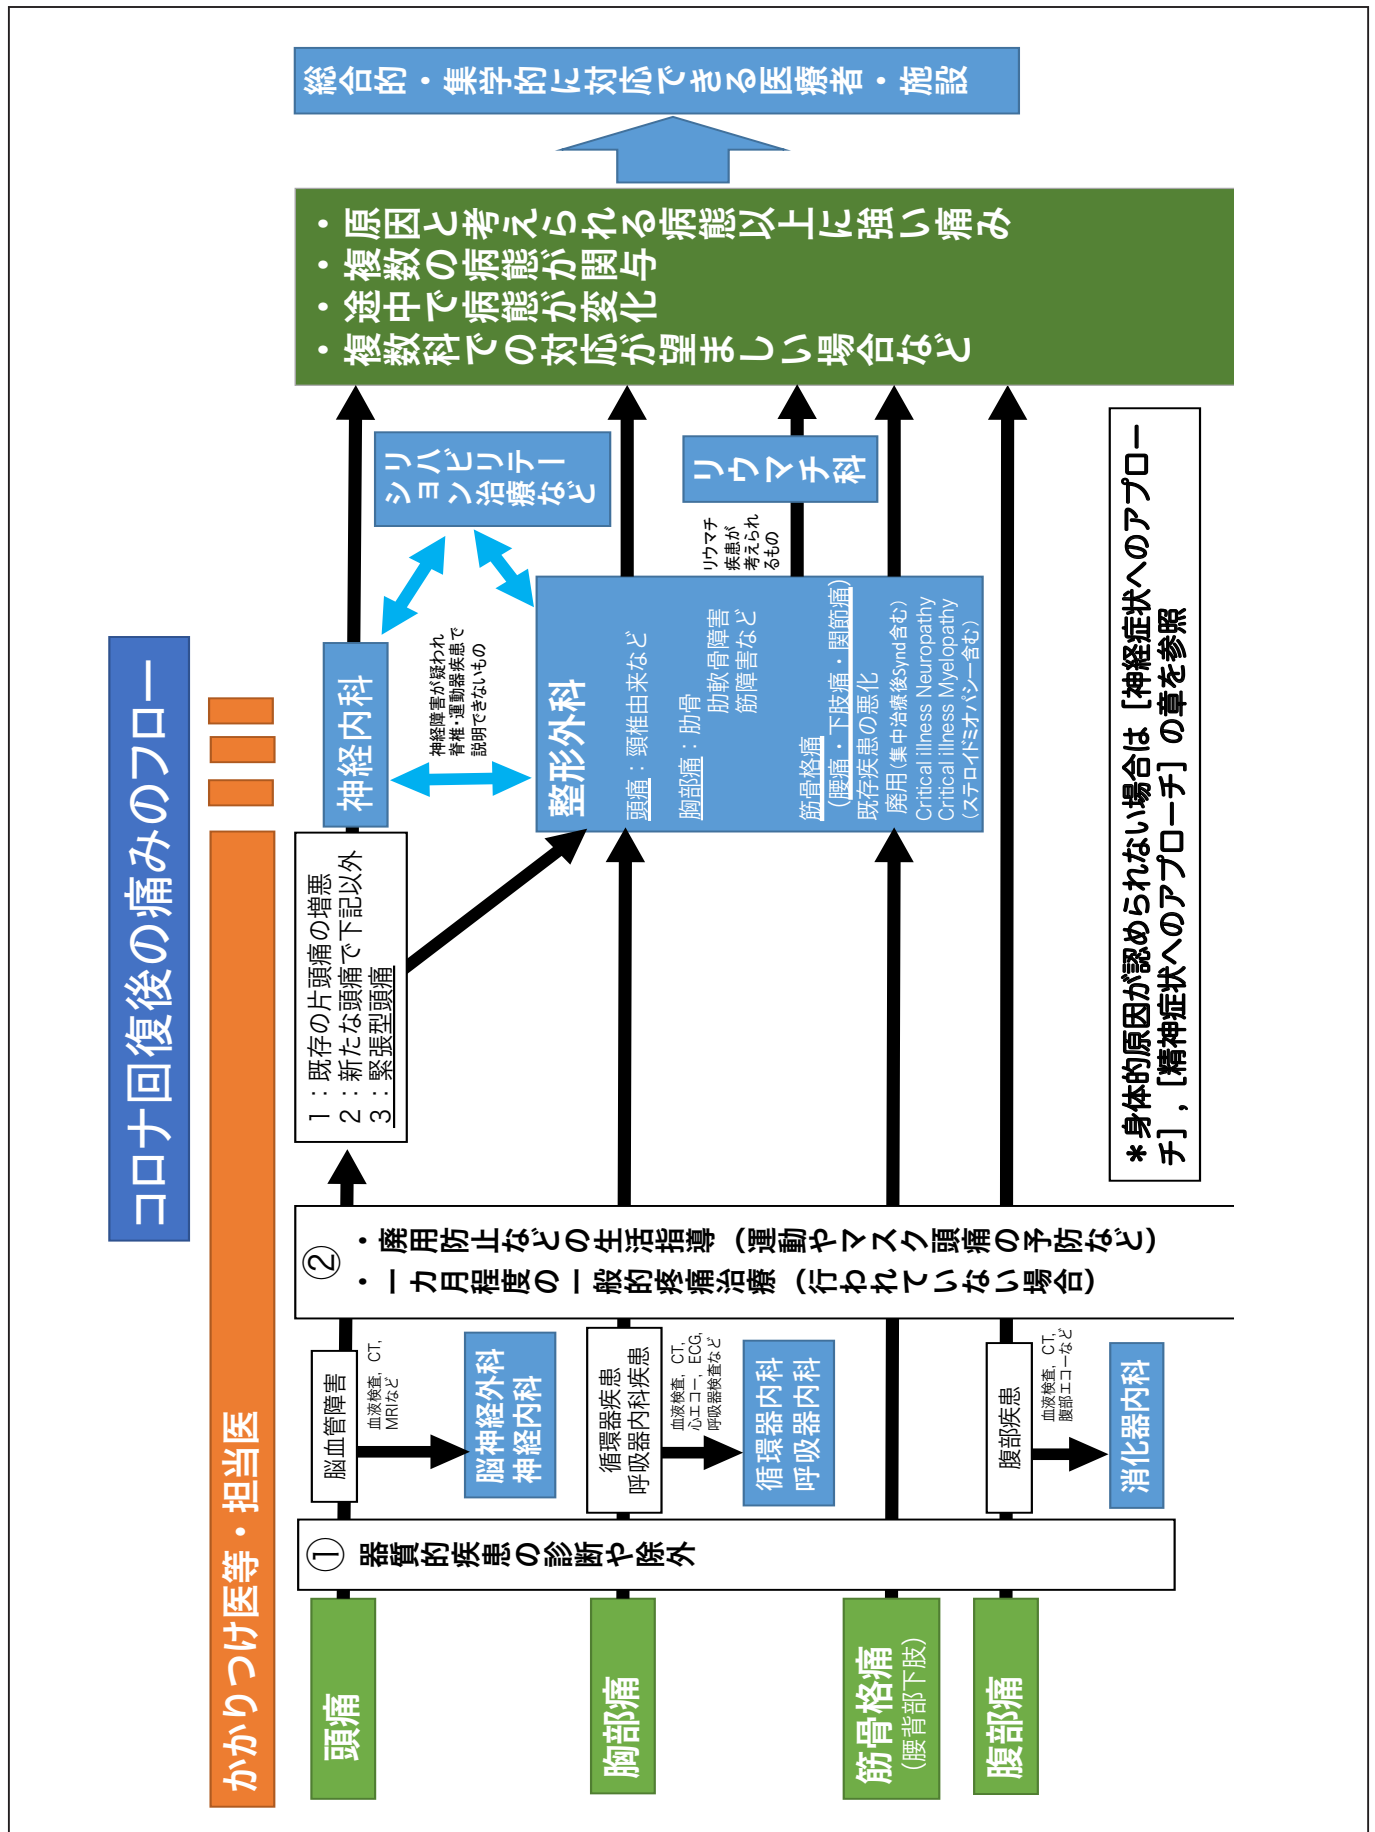 コロナ回復後の痛みのフロー
かかりつけ医等・担当医
頭痛
胸部痛
筋骨格痛
(腰背部下肢)
腹部痛
① 器質的疾患の診断や除外
脳血管障害
血液検査, CT,
MRIなど
脳神経外科
神経内科
循環器疾患
呼吸器内科疾患
血液検査, CT,
心エコー, ECG,
呼吸器検査など
循環器内科
呼吸器内科
腹部疾患
血液検査, CT,
腹部エコーなど
消化器内科
② ・廃用防止などの生活指導（運動やマスク頭痛の予防など）
・一カ月程度の一般的疼痛治療（行われていない場合）
1：既存の片頭痛の増悪
2：新たな頭痛で下記以外
3：緊張型頭痛
神経内科
神経障害が疑われ
脊椎・運動器疾患で
説明できないもの
リハビリテー
ション治療など
整形外科
頭痛：頸椎由来など
胸部痛：肋骨
肋軟骨障害
筋障害など
筋骨格痛
(腰痛・下肢痛・関節痛)
既存疾患の悪化
廃用(集中治療後Synd含む)
Critical illness Neuropathy
Critical illness Myelopathy
(ステロイドミオパシー含む)
リウマチ
疾患が
考えられ
るもの
リウマチ科
・原因と考えられる病態以上に強い痛み
・複数の病態が関与
・途中で病態が変化
・複数科での対応が望ましい場合など
総合的・集学的に対応できる医療者・施設
＊身体的原因が認められない場合は［神経症状へのアプロー
チ］,［精神症状へのアプローチ］の章を参照